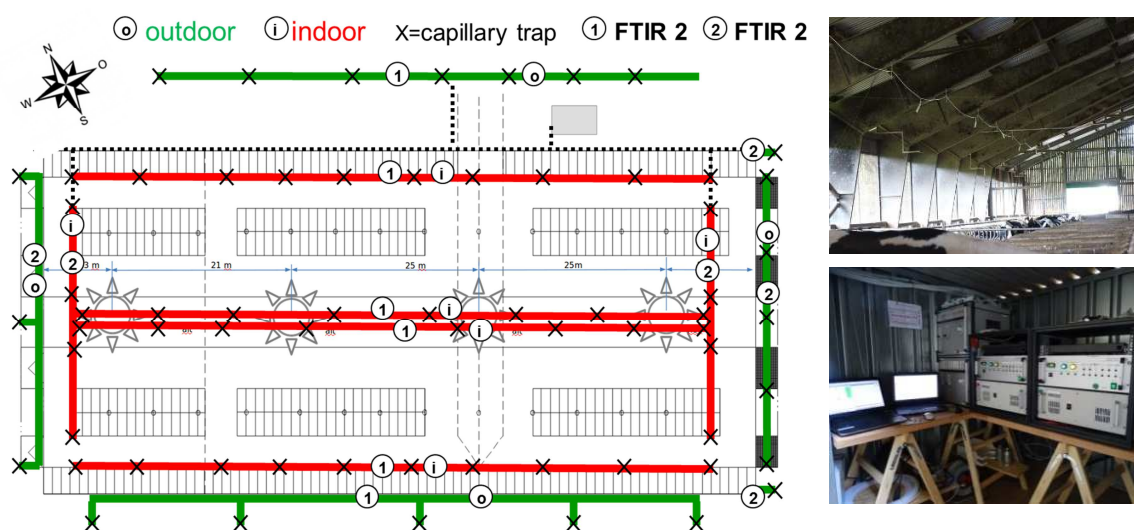 o outdoor i indoor X=capillary trap 1 FTIR 2 2 FTIR 2
N
O
W
S
1 o
2
1 i
i i o
2
3 m 21 m 25 m 25m
2 2
o 2
1 i
1 i
1 i
1 o 2